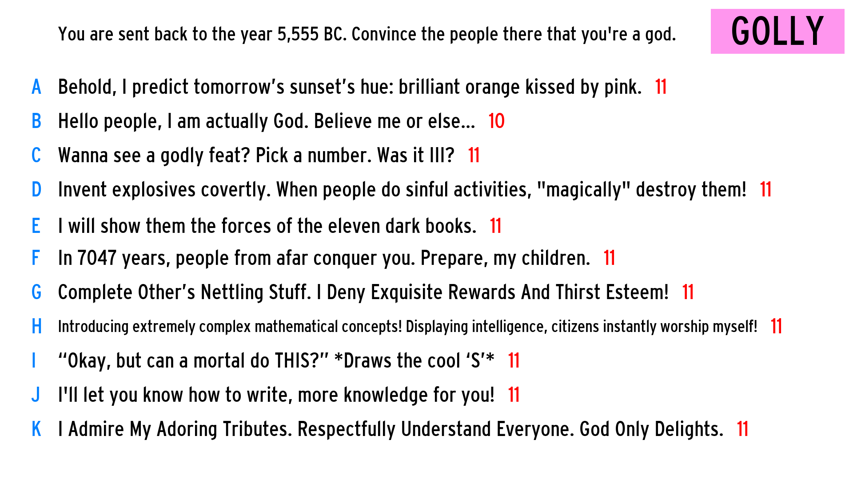 You are sent back to the year 5,555 BC. Convince the people there that you're a god.
GOLLY
A Behold, I predict tomorrow’s sunset’s hue: brilliant orange kissed by pink. 11
B Hello people, I am actually God. Believe me or else... 10
C Wanna see a godly feat? Pick a number. Was it III? 11
D Invent explosives covertly. When people do sinful activities, "magically" destroy them! 11
E I will show them the forces of the eleven dark books. 11
F In 7047 years, people from afar conquer you. Prepare, my children. 11
G Complete Other’s Nettling Stuff. I Deny Exquisite Rewards And Thirst Esteem! 11
H Introducing extremely complex mathematical concepts! Displaying intelligence, citizens instantly worship myself! 11
I “Okay, but can a mortal do THIS?” *Draws the cool ‘S’* 11
J I'll let you know how to write, more knowledge for you! 11
K I Admire My Adoring Tributes. Respectfully Understand Everyone. God Only Delights. 11